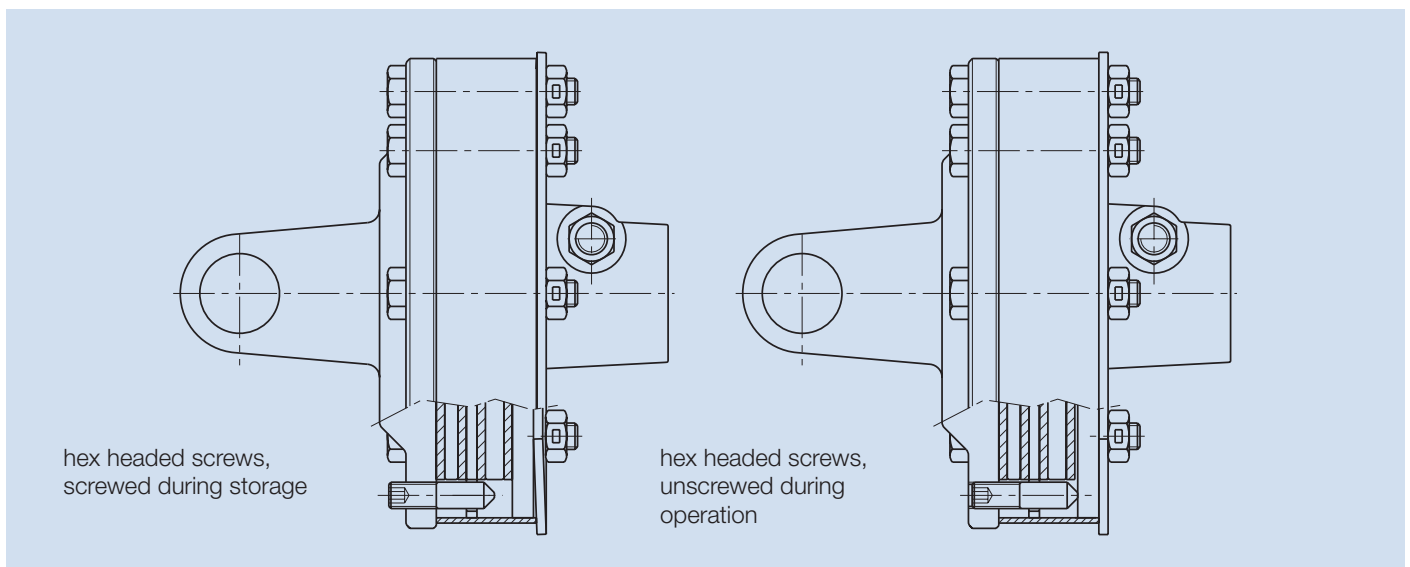 hex headed screws,
screwed during storage
hex headed screws,
unscrewed during
operation